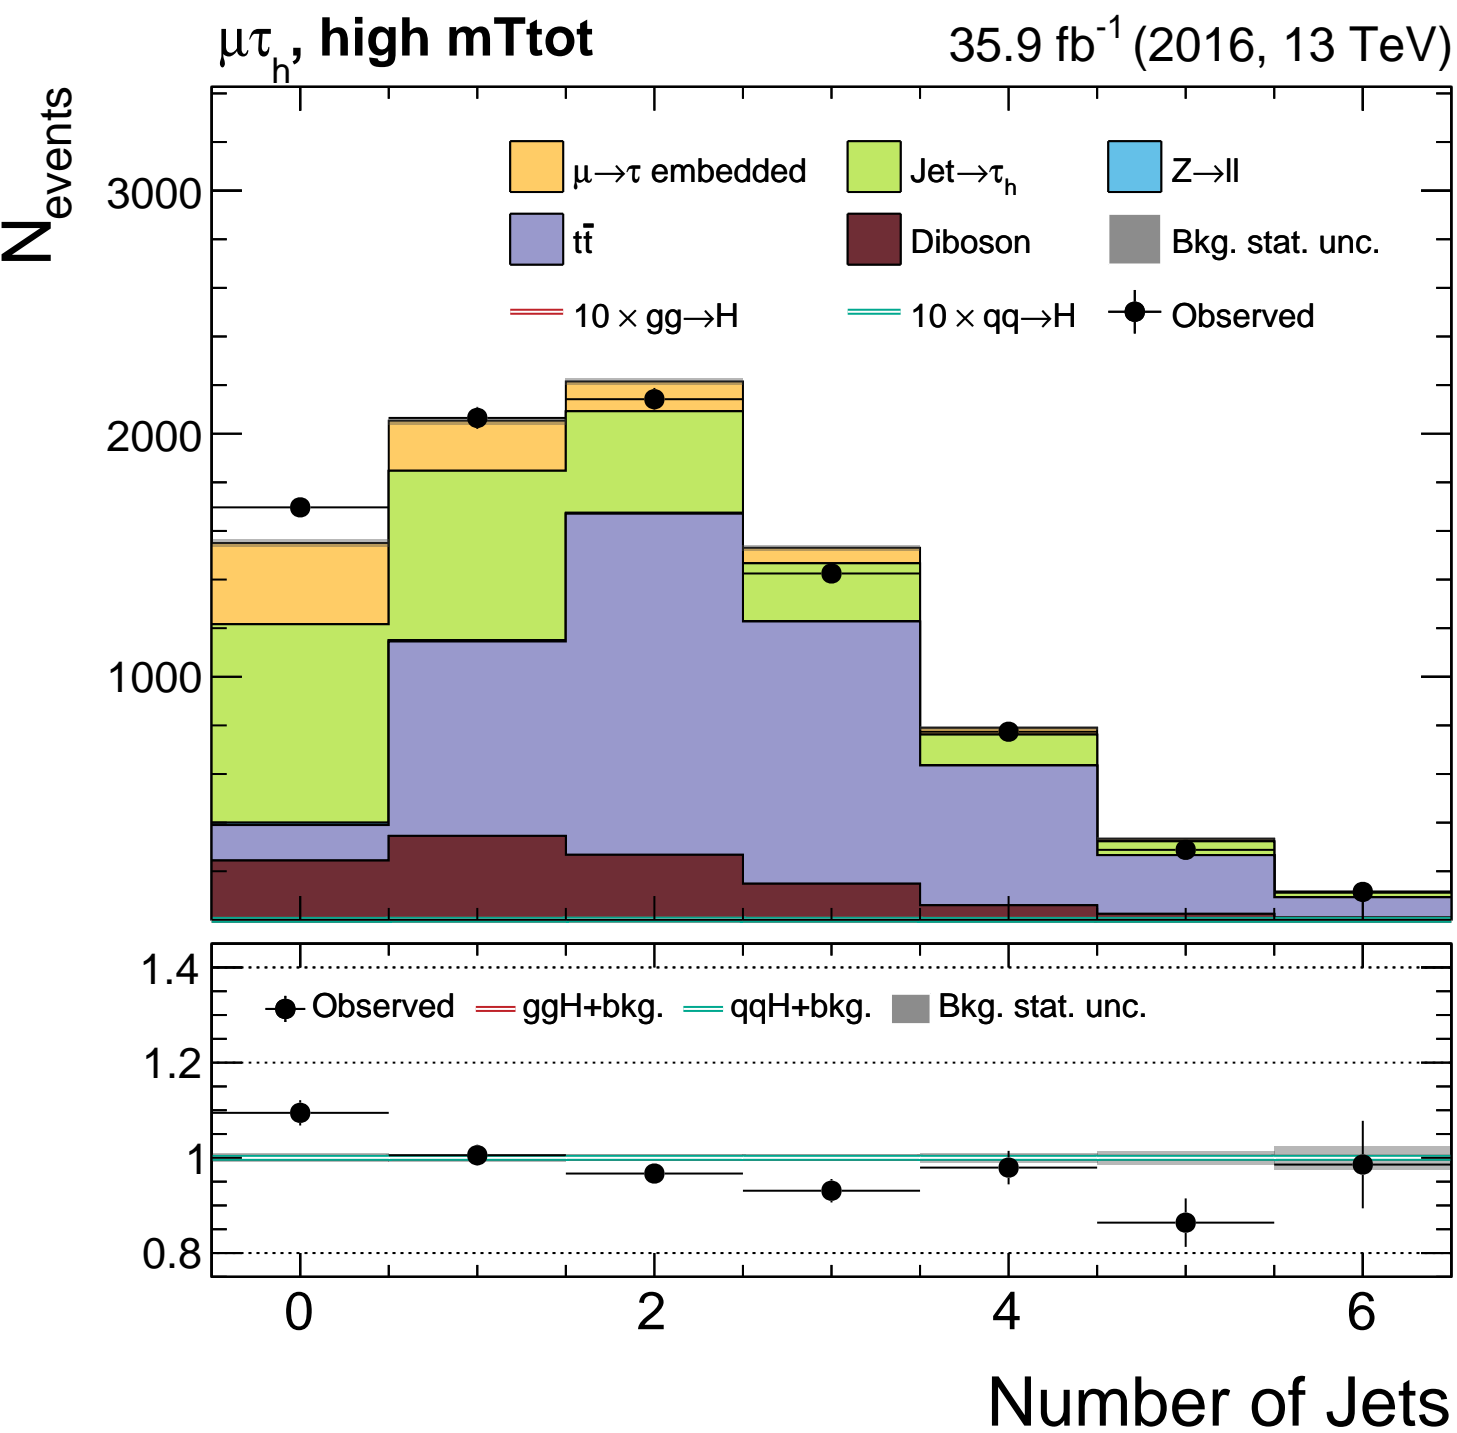 μτh, high mTtot 35.9 fb-1 (2016, 13 TeV)
Nevents
3000
2000
1000
μ→τ embedded Jet→τh Z→ll
tt̄ Diboson Bkg. stat. unc.
10 × gg→H 10 × qq→H Observed
1.4
1.2
1
0.8
Observed ggH+bkg. qqH+bkg. Bkg. stat. unc.
0 2 4 6
Number of Jets